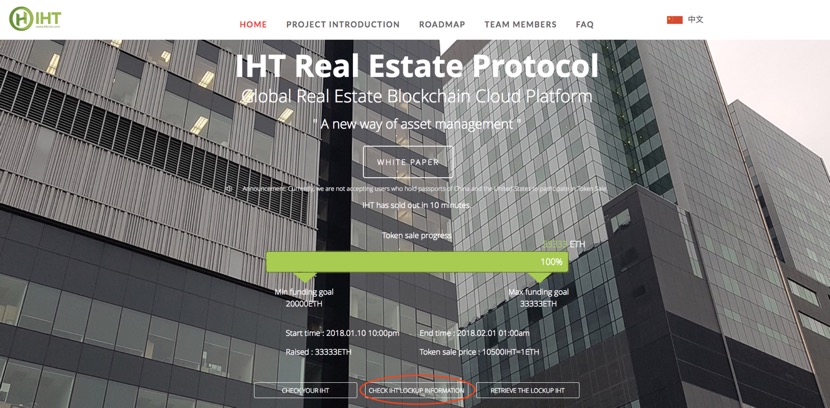 IHT
HOME PROJECT INTRODUCTION ROADMAP TEAM MEMBERS FAQ 中文
IHT Real Estate Protocol
Global Real Estate Blockchain Cloud Platform
" A new way of asset management "
WHITE PAPER
Announcement: Currently, we are not accepting users who hold passports of China and the United States to participate in Token Sale.
IHT has sold out in 10 minutes.
Token sale progress
33333 ETH
100%
Min funding goal
20000ETH
Max funding goal
33333ETH
Start time : 2018.01.10 10:00pm End time : 2018.02.01 01:00am
Raised : 33333ETH Token sale price : 10500IHT=1ETH
CHECK YOUR IHT CHECK IHT LOCKUP INFORMATION RETRIEVE THE LOCKUP IHT